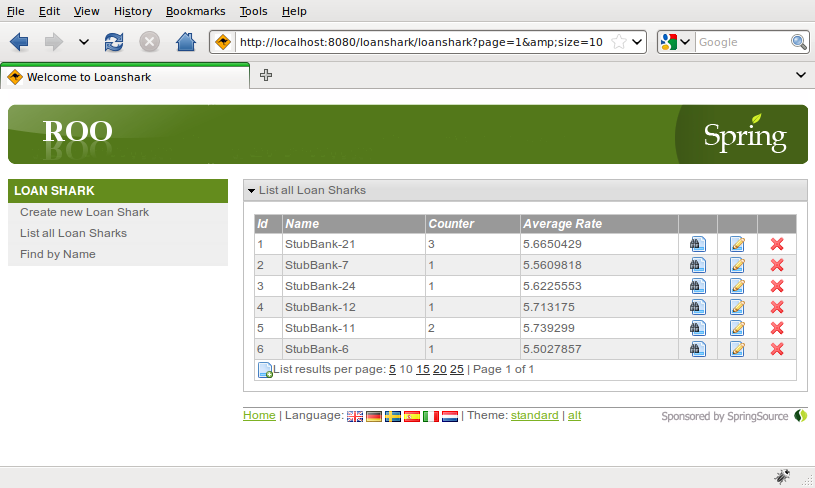 File Edit View History Bookmarks Tools Help
http://localhost:8080/loanshark/loanshark?page=1&amp;size=10 Google
Welcome to Loanshark
ROO Spring
LOAN SHARK
Create new Loan Shark
List all Loan Sharks
Find by Name
List all Loan Sharks
Id Name Counter Average Rate
1 StubBank-21 3 5.6650429
2 StubBank-7 1 5.5609818
3 StubBank-24 1 5.6225553
4 StubBank-12 1 5.713175
5 StubBank-11 2 5.739299
6 StubBank-6 1 5.5027857
List results per page: 5 10 15 20 25 | Page 1 of 1
Home | Language: | Theme: standard | alt Sponsored by SpringSource